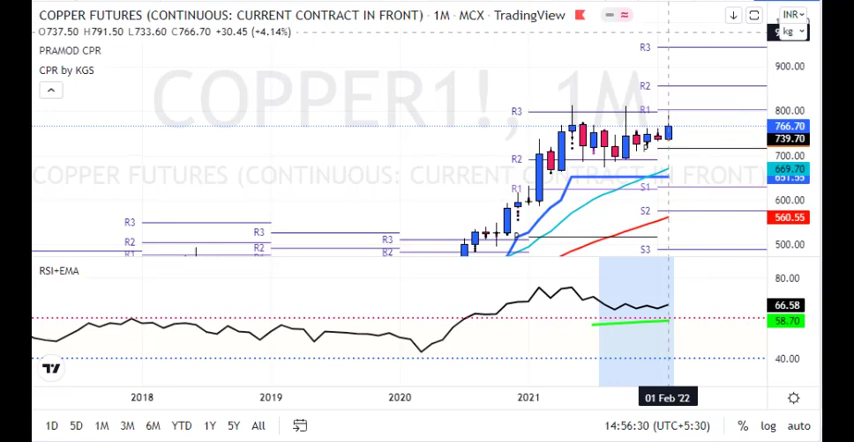 COPPER FUTURES (CONTINUOUS: CURRENT CONTRACT IN FRONT) · 1M · MCX · TradingView
INR
O737.50 H791.50 L733.60 C766.70 +30.45 (+4.14%)
kg
PRAMOD CPR
CPR by KGS
COPPER1!, 1M
COPPER FUTURES (CONTINUOUS: CURRENT CONTRACT IN FRONT)
R3
900.00
R2
R3
R1
800.00
766.70
739.70
R2
700.00
669.70
651.55
R1
S1
600.00
S2
560.55
R3
R3
R3
R2
R2
R2
R1
500.00
S3
RSI+EMA
80.00
66.58
58.70
40.00
2018
2019
2020
2021
01 Feb '22
1D 5D 1M 3M 6M YTD 1Y 5Y All
14:56:30 (UTC+5:30)
% log auto